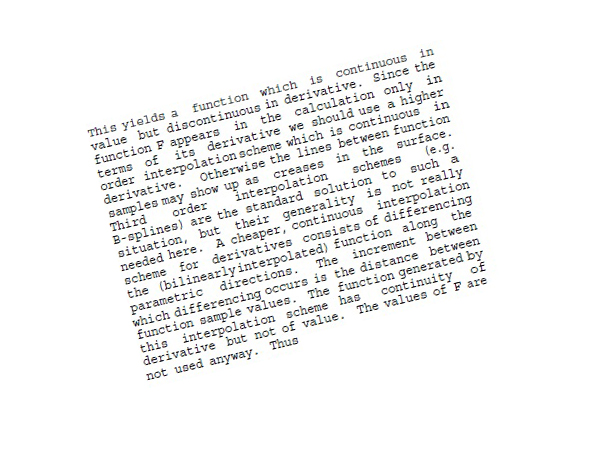 This yields a function which is continuous in
value but discontinuous in derivative. Since the
function F appears in the calculation only in
terms of its derivative we should use a higher
order interpolation scheme which is continuous in
derivative. Otherwise the lines between function
samples may show up as creases in the surface.
Third order interpolation schemes (e.g.
B-splines) are the standard solution to such a
situation, but their generality is not really
needed here. A cheaper, continuous interpolation
scheme for derivatives consists of differencing
the (bilinearly interpolated) function along the
parametric directions. The increment between
which differencing occurs is the distance between
function sample values. The function generated by
this interpolation scheme has continuity of
derivative but not of value. The values of F are
not used anyway. Thus